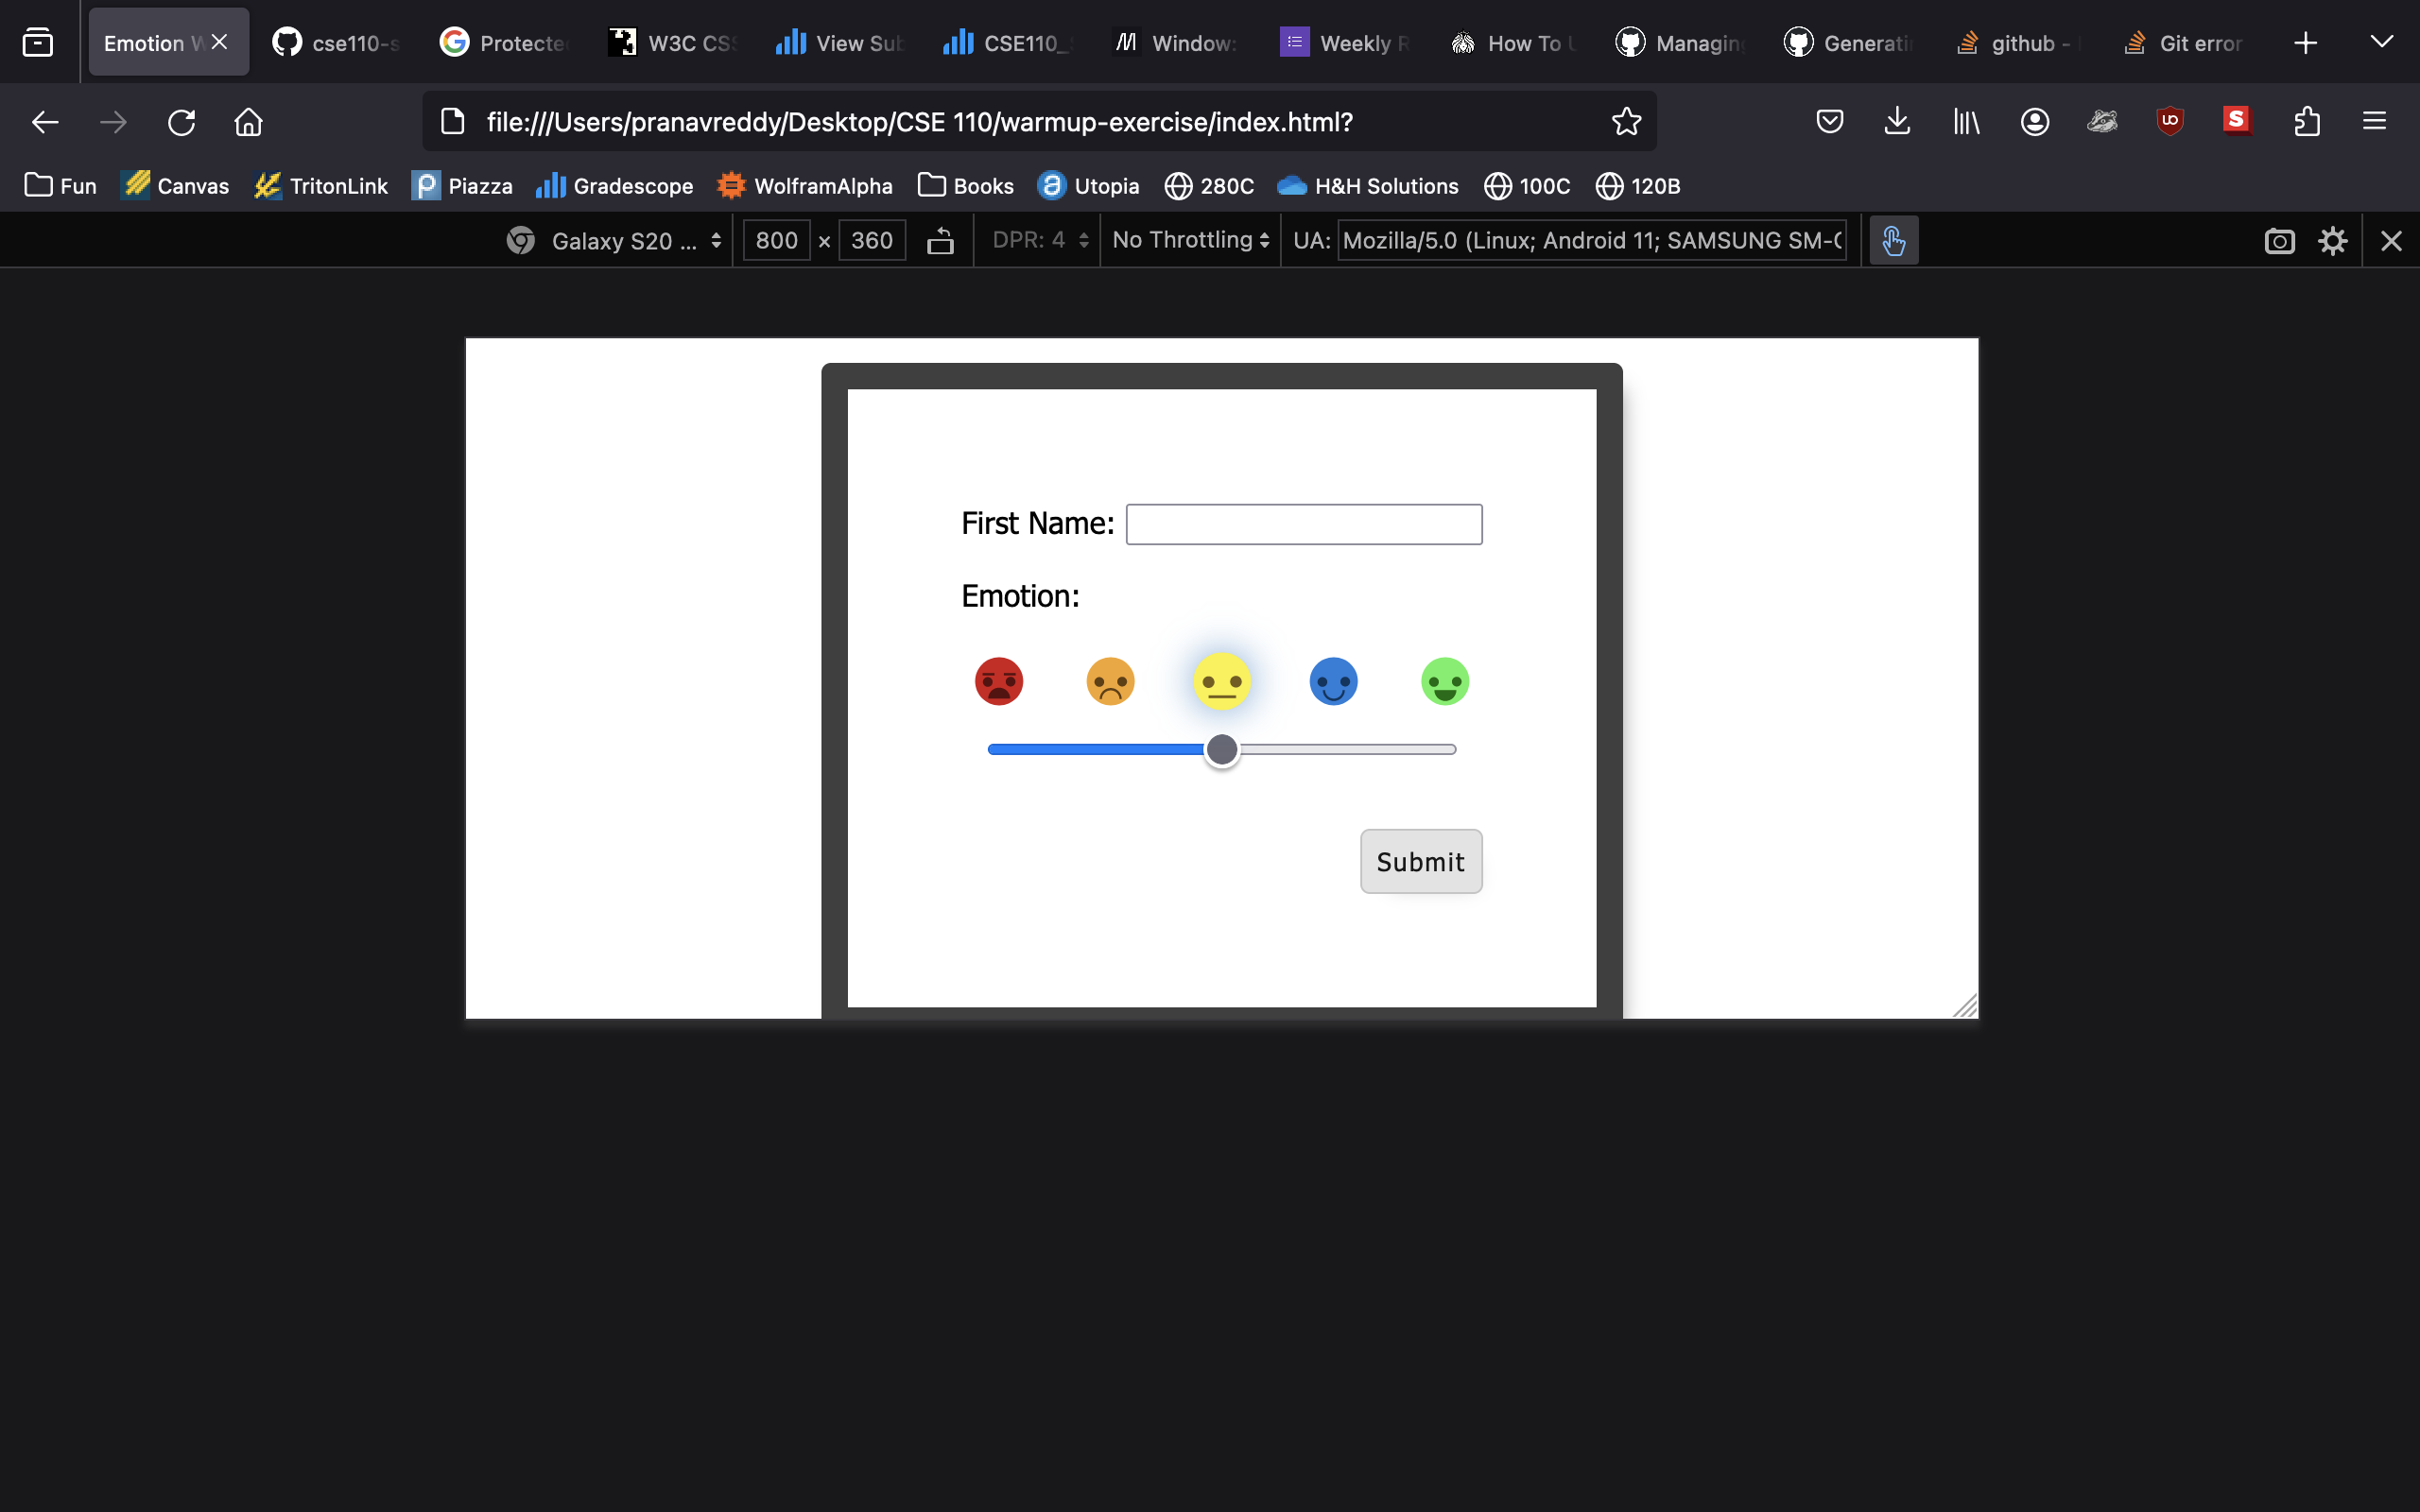 Emotion W cse110-s Protecte W3C CSS View Sub CSE110_ Window: Weekly R How To U Managin Generati github - Git error
file:///Users/pranavreddy/Desktop/CSE 110/warmup-exercise/index.html?
Fun Canvas TritonLink Piazza Gradescope WolframAlpha Books Utopia 280C H&H Solutions 100C 120B
Galaxy S20 ... 800 × 360 DPR: 4 No Throttling UA: Mozilla/5.0 (Linux; Android 11; SAMSUNG SM-G
First Name:
Emotion:
Submit